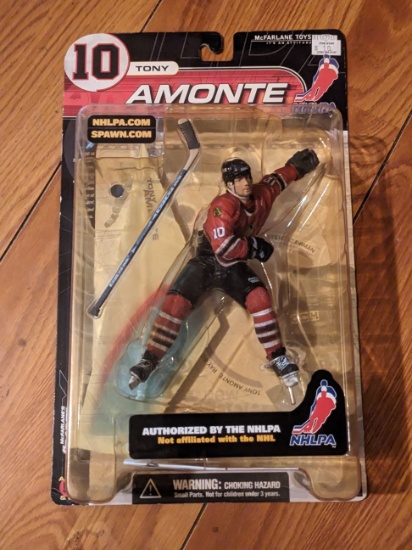 10
TONY
AMONTE
McFARLANE TOYS
NHLPA
NHLPA.COM
SPAWN.COM
10
AUTHORIZED BY THE NHLPA
Not affiliated with the NHL
NHLPA
WARNING: CHOKING HAZARD
Small Parts. Not for children under 3 years.